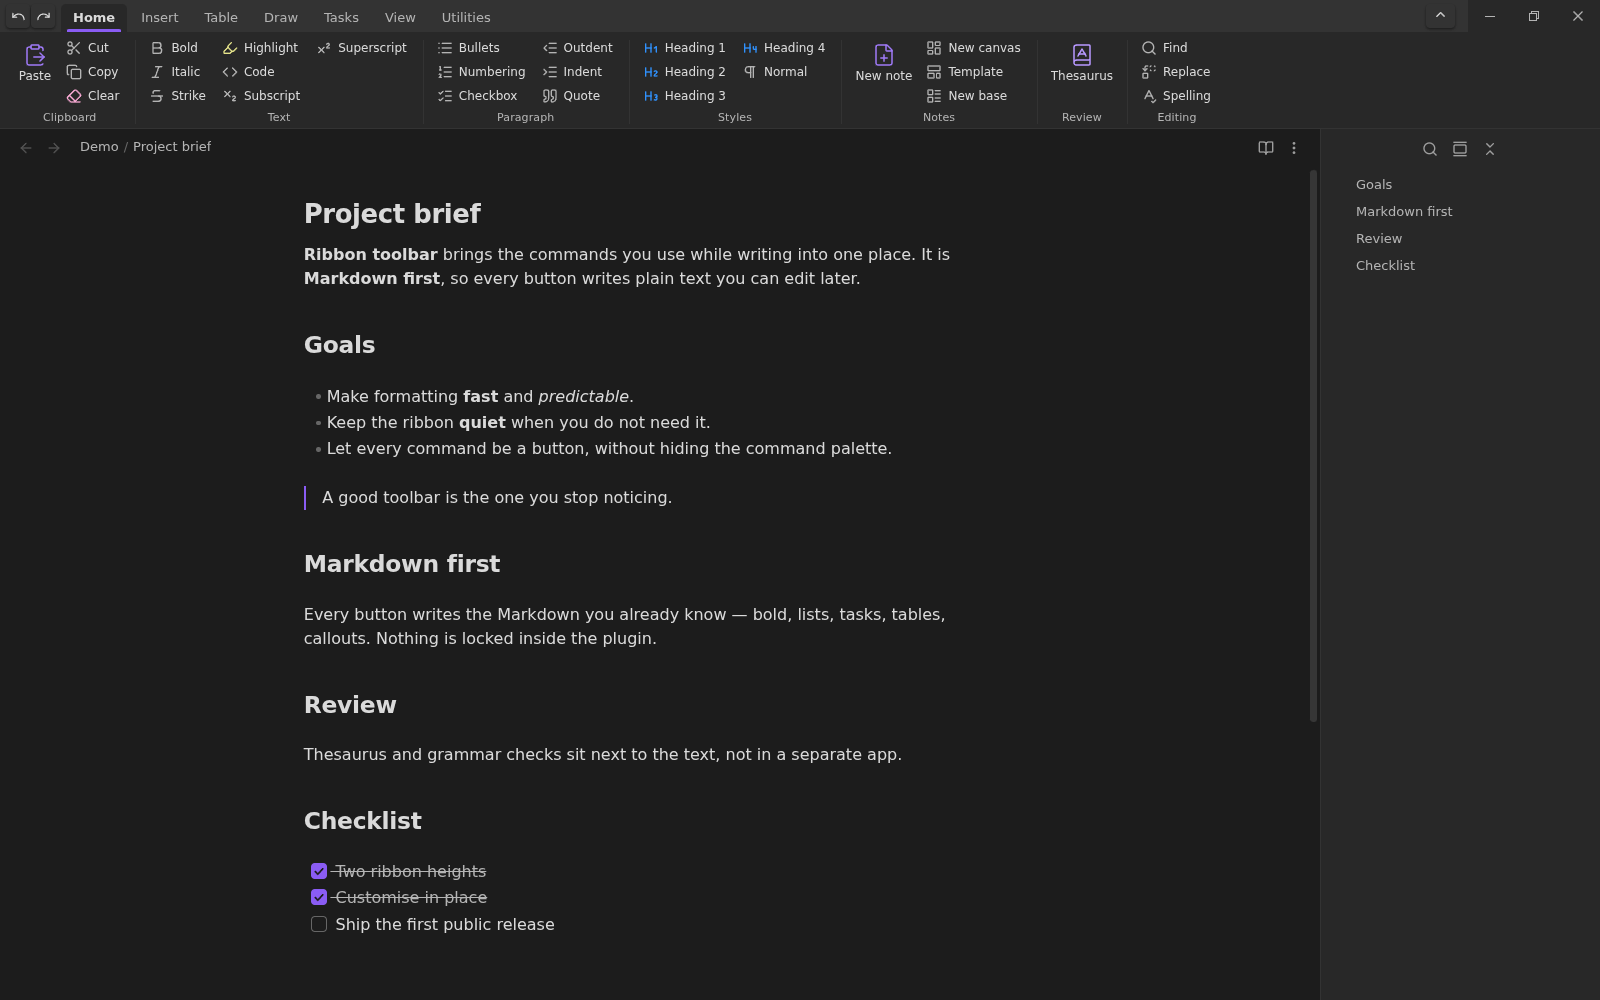 Home Insert Table Draw Tasks View Utilities
Paste Cut Bold Highlight Superscript Bullets Outdent Heading 1 Heading 4 New note New canvas Thesaurus Find
Copy Italic Code Numbering Indent Heading 2 Normal Template Replace
Clear Strike Subscript Checkbox Quote Heading 3 New base Spelling
Clipboard Text Paragraph Styles Notes Review Editing
Demo / Project brief
Project brief
Ribbon toolbar brings the commands you use while writing into one place. It is
Markdown first, so every button writes plain text you can edit later.
Goals
Make formatting fast and predictable.
Keep the ribbon quiet when you do not need it.
Let every command be a button, without hiding the command palette.
A good toolbar is the one you stop noticing.
Markdown first
Every button writes the Markdown you already know — bold, lists, tasks, tables,
callouts. Nothing is locked inside the plugin.
Review
Thesaurus and grammar checks sit next to the text, not in a separate app.
Checklist
Two ribbon heights
Customise in place
Ship the first public release
Goals
Markdown first
Review
Checklist